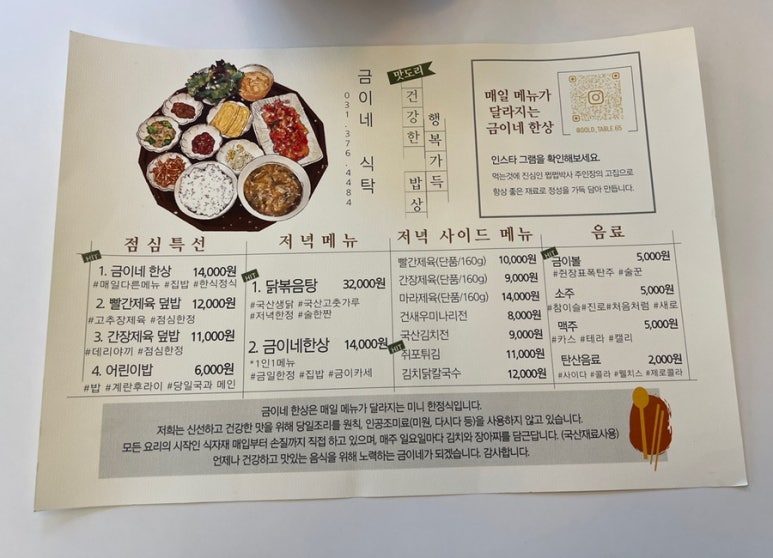 금이네 식탁
031.376.4484
맛도리
건강한 밥상
행복가득
매일 메뉴가
달라지는
금이네 한상
@GOLD_TABLE.65
인스타 그램을 확인해보세요.
먹는것에 진심인 쩝쩝박사 주인장의 고집으로
항상 좋은 재료로 정성을 가득 담아 만듭니다.
점심특선
HIT
1. 금이네 한상 14,000원
#매일다른메뉴 #집밥 #한식정식
2. 빨간제육 덮밥 12,000원
#고추장제육 #점심한정
3. 간장제육 덮밥 11,000원
#데리야끼 #점심한정
4. 어린이밥 6,000원
#밥 #계란후라이 #당일국과 메인
저녁메뉴
HIT
1. 닭볶음탕 32,000원
#국산생닭 #국산고춧가루
#저녁한정 #술한짠
2. 금이네한상 14,000원
*1인1메뉴
#금일한정 #집밥 #금이카세
저녁 사이드 메뉴
빨간제육(단품/160g) 10,000원
간장제육(단품/160g) 9,000원
마라제육(단품/160g) 14,000원
건새우미나리전 8,000원
국산김치전 9,000원
HIT
쥐포튀김 11,000원
김치닭칼국수 12,000원
음료
HIT
금이볼 5,000원
#헌장표폭탄주 #술꾼
소주 5,000원
#참이슬#진로#처음처럼 #새로
맥주 5,000원
#카스 #테라 #켈리
탄산음료 2,000원
#사이다 #콜라 #웰치스 #제로콜라
금이네 한상은 매일 메뉴가 달라지는 미니 한정식입니다.
저희는 신선하고 건강한 맛을 위해 당일조리를 원칙, 인공조미료(미원, 다시다 등)을 사용하지 않고 있습니다.
모든 요리의 시작인 식자재 매입부터 손질까지 직접 하고 있으며, 매주 일요일마다 김치와 장아찌를 담근답니다. (국산재료사용)
언제나 건강하고 맛있는 음식을 위해 노력하는 금이네가 되겠습니다. 감사합니다.